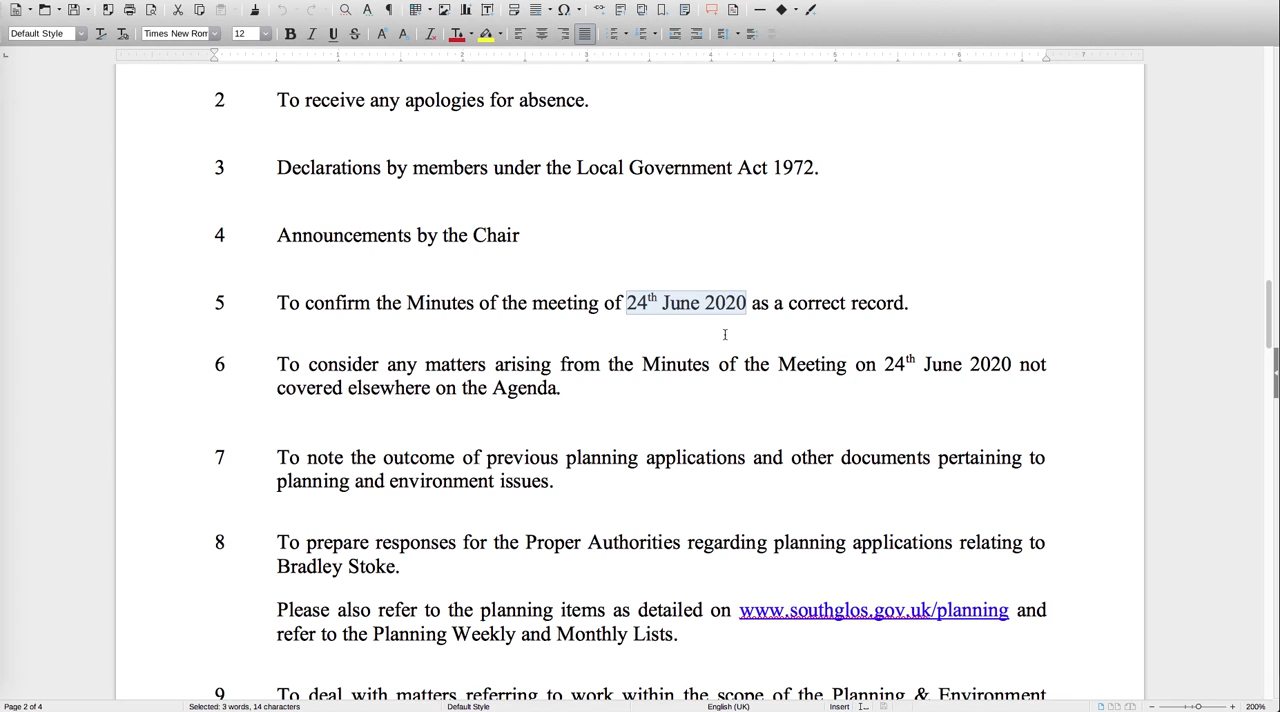 Default Style Times New Rom 12
1 2 3 4 5 6 7
2 To receive any apologies for absence.
3 Declarations by members under the Local Government Act 1972.
4 Announcements by the Chair
5 To confirm the Minutes of the meeting of 24th June 2020 as a correct record.
6 To consider any matters arising from the Minutes of the Meeting on 24th June 2020 not
covered elsewhere on the Agenda.
7 To note the outcome of previous planning applications and other documents pertaining to
planning and environment issues.
8 To prepare responses for the Proper Authorities regarding planning applications relating to
Bradley Stoke.
Please also refer to the planning items as detailed on www.southglos.gov.uk/planning and
refer to the Planning Weekly and Monthly Lists.
9 To deal with matters referring to work within the scope of the Planning & Environment
Page 2 of 4 Selected: 3 words, 14 characters Default Style English (UK) Insert 200%